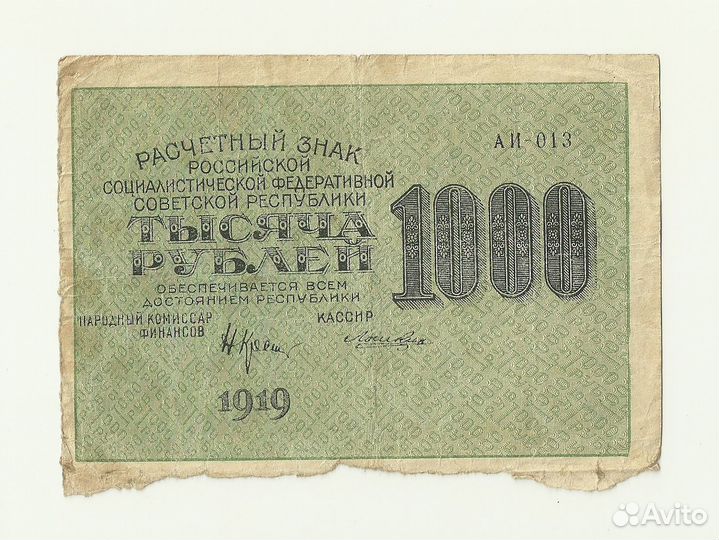 РАСЧЕТНЫЙ ЗНАК
РОССИЙСКОЙ
СОЦИАЛИСТИЧЕСКОЙ ФЕДЕРАТИВНОЙ
СОВЕТСКОЙ РЕСПУБЛИКИ
ТЫСЯЧА
РУБЛЕЙ
ОБЕСПЕЧИВАЕТСЯ ВСЕМ
ДОСТОЯНИЕМ РЕСПУБЛИКИ
НАРОДНЫЙ КОМИССАР
ФИНАНСОВ
КАССИР
1919
АИ-013
1000
Avito